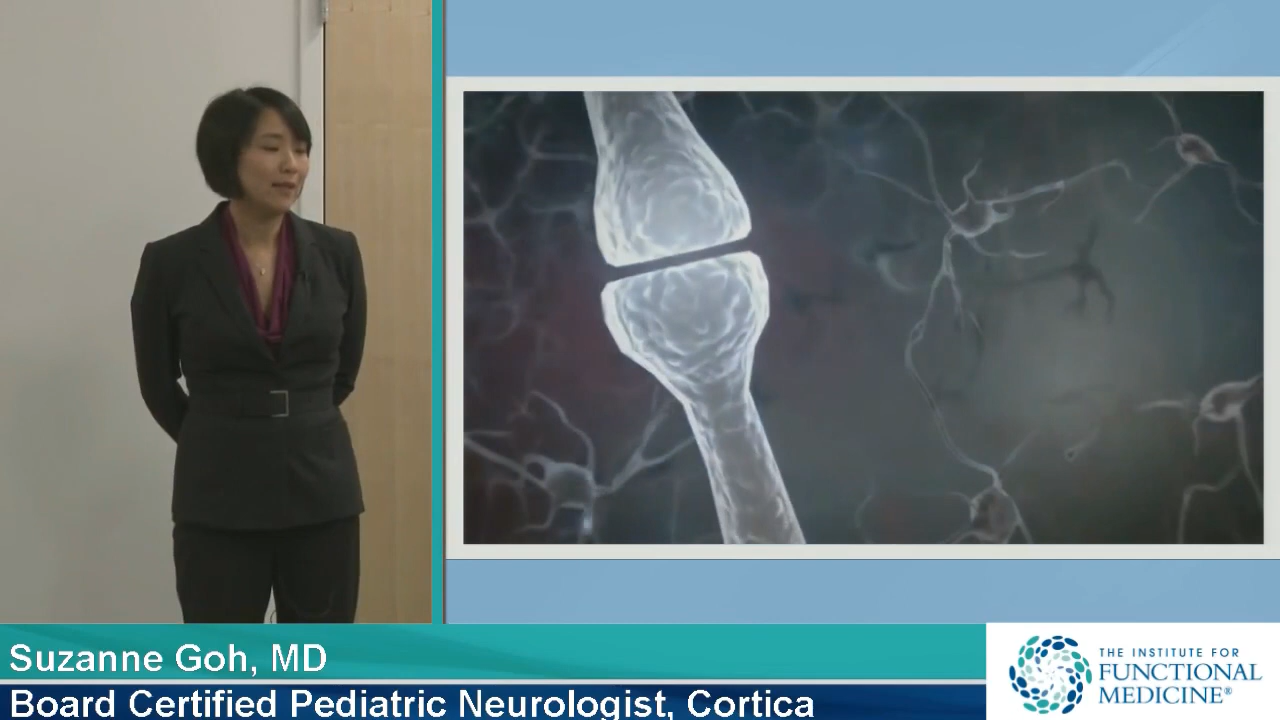 Suzanne Goh, MD
Board Certified Pediatric Neurologist, Cortica
THE INSTITUTE FOR
FUNCTIONAL
MEDICINE®